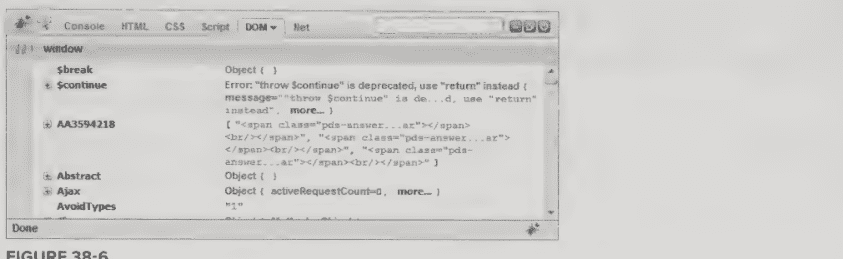 Console HTML CSS Script DOM Net
window
$break Object { }
$continue Error: "throw $continue" is deprecated, use "return" instead {
message=""throw $continue" is de...d, use "return"
instead", more... }
AA3594218 [ "<span class="pds-answer...ar"></span>
<br/></span>", "<span class="pds-answer...ar">
</span><br/></span>", "<span class="pds-
answer...ar"></span><br/></span>" ]
Abstract Object { }
Ajax Object { activeRequestCount=0, more... }
AvoidTypes "1"
Done
FIGURE 38-6